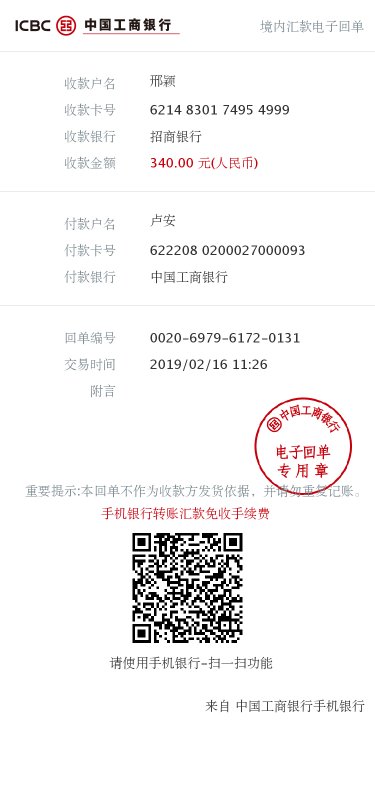 ICBC 中国工商银行 境内汇款电子回单
收款户名 邢颖
收款卡号 6214 8301 7495 4999
收款银行 招商银行
收款金额 340.00 元(人民币)
付款户名 卢安
付款卡号 622208 0200027000093
付款银行 中国工商银行
回单编号 0020-6979-6172-0131
交易时间 2019/02/16 11:26
附言
中国工商银行
电子回单
专用章
重要提示:本回单不作为收款方发货依据，并请勿重复记账。
手机银行转账汇款免收手续费
请使用手机银行-扫一扫功能
来自 中国工商银行手机银行